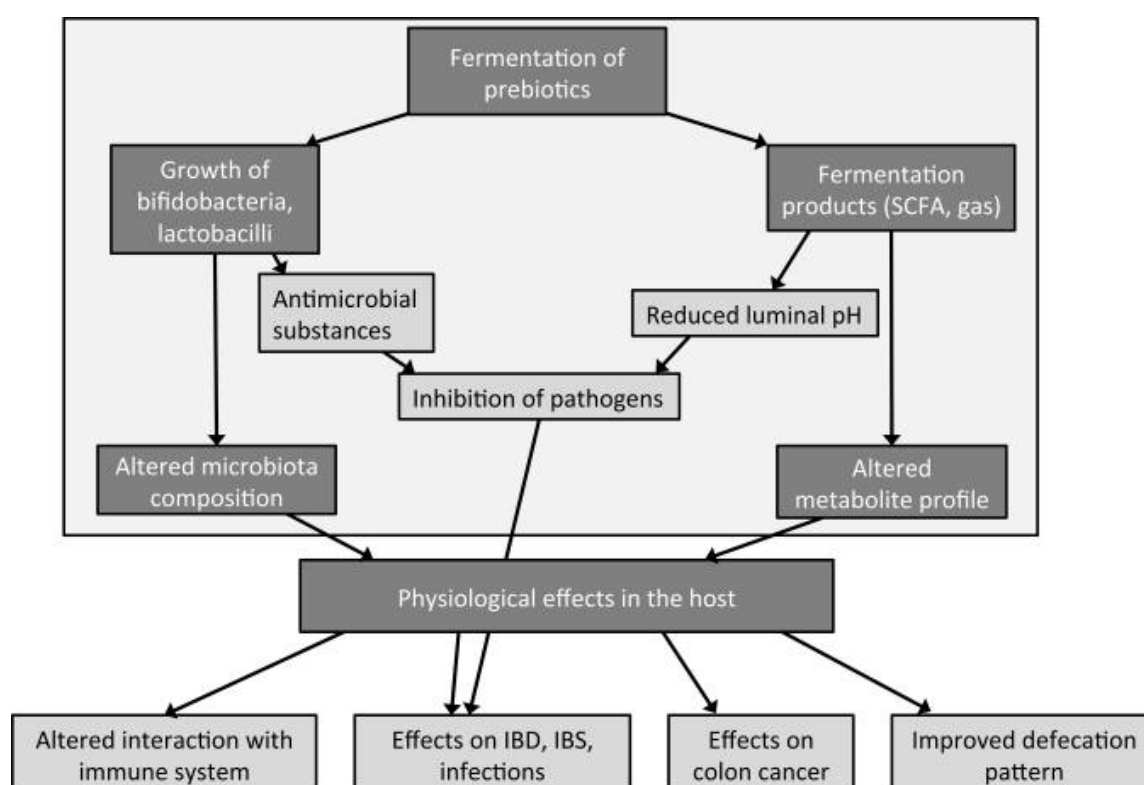 Fermentation of
prebiotics
Growth of
bifidobacteria,
lactobacilli
Fermentation
products (SCFA, gas)
Antimicrobial
substances
Reduced luminal pH
Inhibition of pathogens
Altered microbiota
composition
Altered
metabolite profile
Physiological effects in the host
Altered interaction with
immune system
Effects on IBD, IBS,
infections
Effects on
colon cancer
Improved defecation
pattern